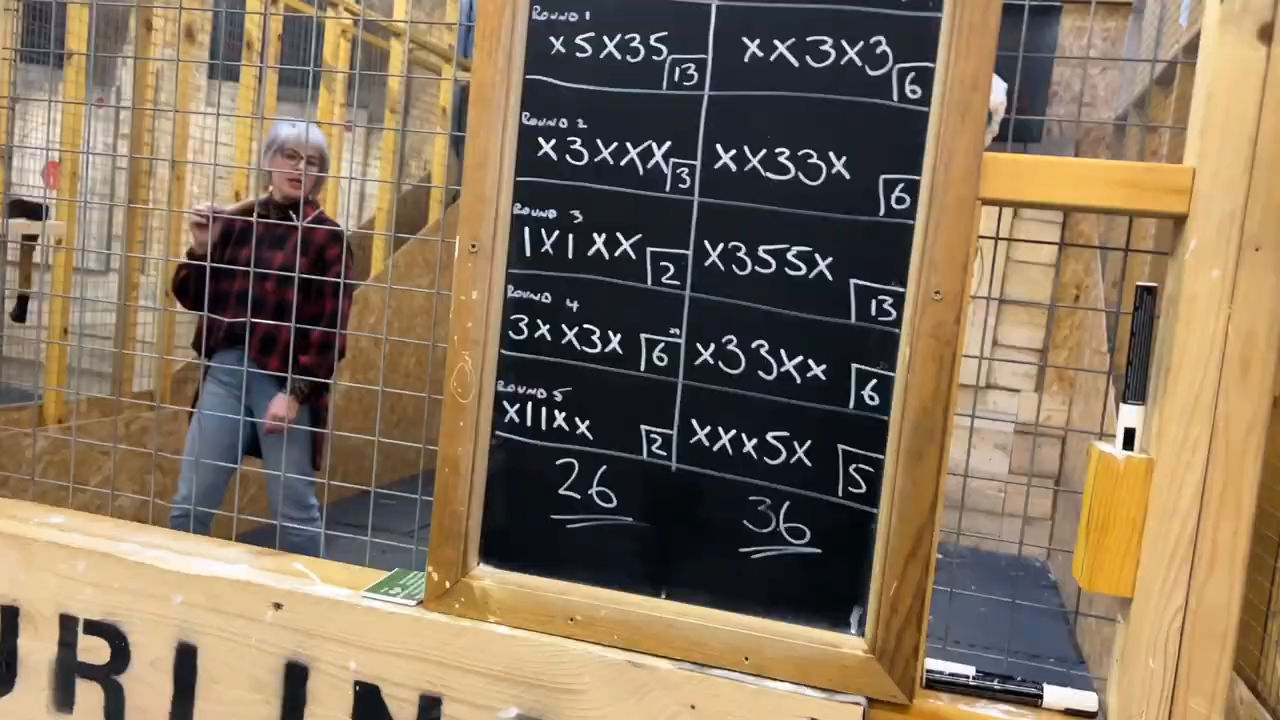 ROUND 1
x5x35 13 xx3x3 6
ROUND 2
x3xxx 3 xx33x 6
ROUND 3
1x1xx 2 x355x 13
ROUND 4
3xx3x 6 x33xx 6
ROUND 5
x11xx 2 xxx5x 5
26 36
URLIN